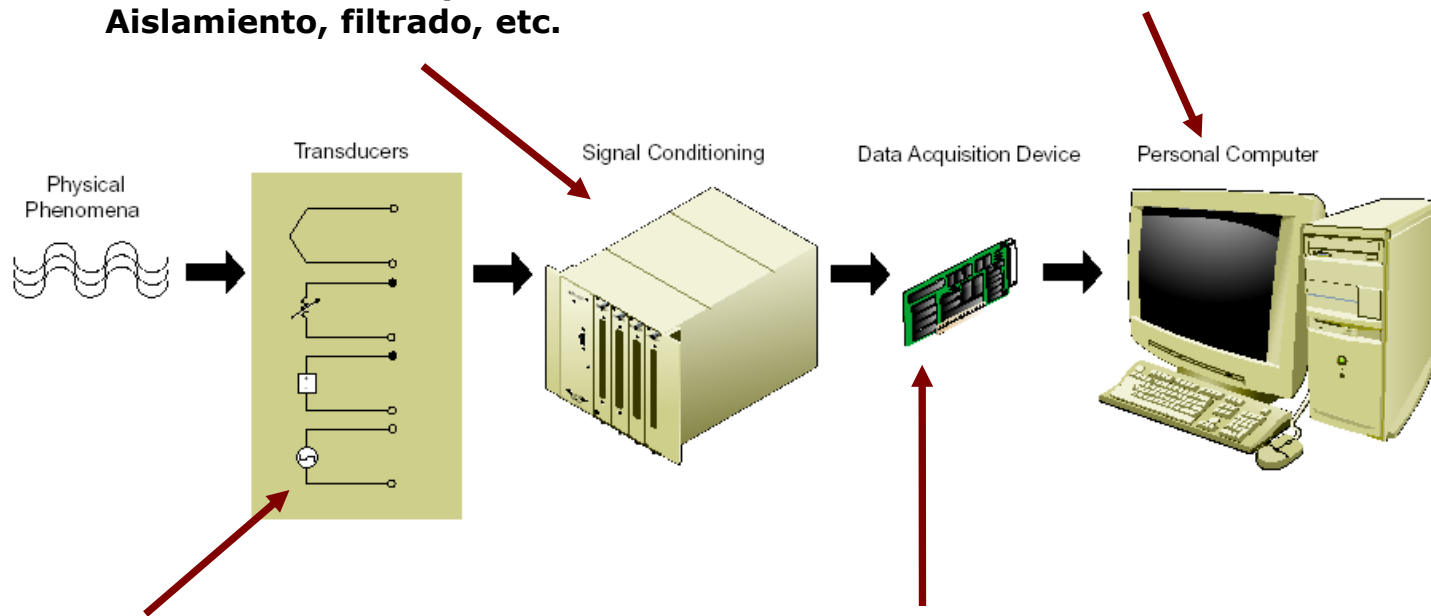 Aislamiento, filtrado, etc.
Transducers
Signal Conditioning
Data Acquisition Device
Personal Computer
Physical
Phenomena